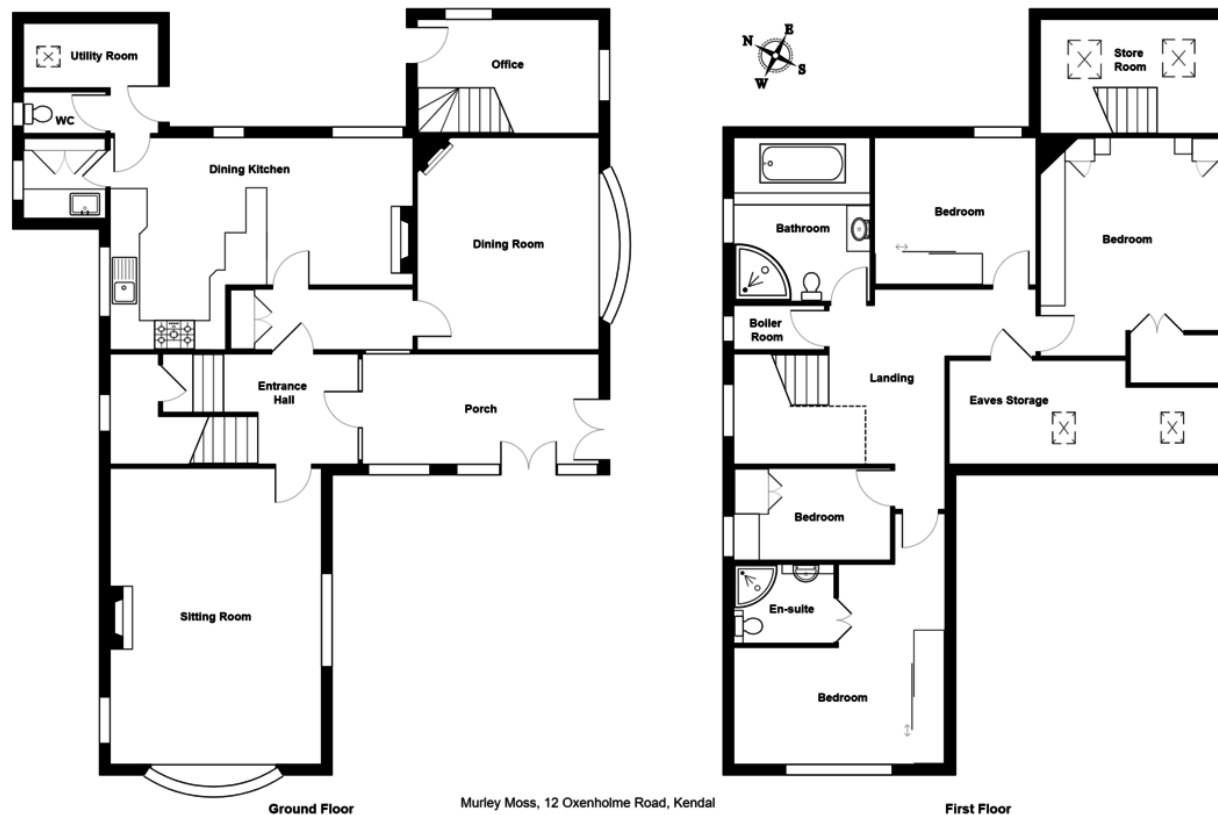 Utility Room
WC
Dining Kitchen
Office
Dining Room
Entrance
Hall
Porch
Sitting Room
Ground Floor
N
E
S
W
Store
Room
Bathroom
Bedroom
Bedroom
Boiler
Room
Landing
Eaves Storage
Bedroom
En-suite
Bedroom
Murley Moss, 12 Oxenholme Road, Kendal
First Floor